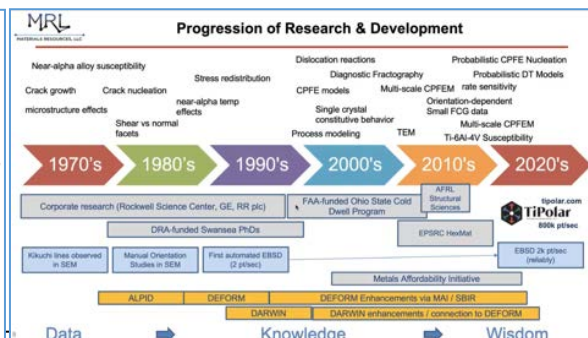 MRL
MATERIALS RESOURCES, LLC
Progression of Research & Development
Near-alpha alloy susceptibility
Crack growth
microstructure effects
Crack nucleation
Shear vs normal
facets
Stress redistribution
near-alpha temp
effects
Dislocation reactions
Diagnostic Fractography
CPFE models
Multi-scale CPFEM
Single crystal
constitutive behavior
Process modeling
TEM
Probabilistic CPFE Nucleation
Probabilistic DT Models
rate sensitivity
Orientation-dependent
Small FCG data
Multi-scale CPFEM
Ti-6Al-4V Susceptibility
1970's
1980's
1990's
2000's
2010's
2020's
Corporate research (Rockwell Science Center, GE, RR plc)
FAA-funded Ohio State Cold
Dwell Program
AFRL
Structural
Sciences
tipolar.com
TiPolar
800k pt/sec
DRA-funded Swansea PhDs
EPSRC HexMat
Kikuchi lines observed
in SEM
Manual Orientation
Studies in SEM
First automated EBSD
(2 pt/sec)
EBSD 2k pt/sec
(reliably)
Metals Affordability Initiative
ALPID
DEFORM
DEFORM Enhancements via MAI / SBIR
DARWIN
DARWIN enhancements / connection to DEFORM
Data
Knowledge
Wisdom